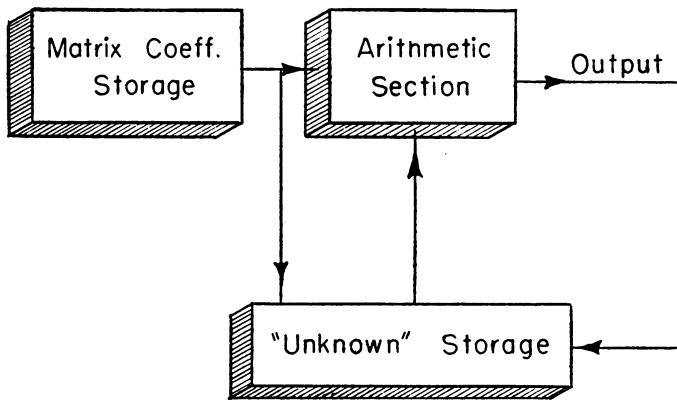 Matrix Coeff.
Storage
Arithmetic
Section
Output
"Unknown" Storage